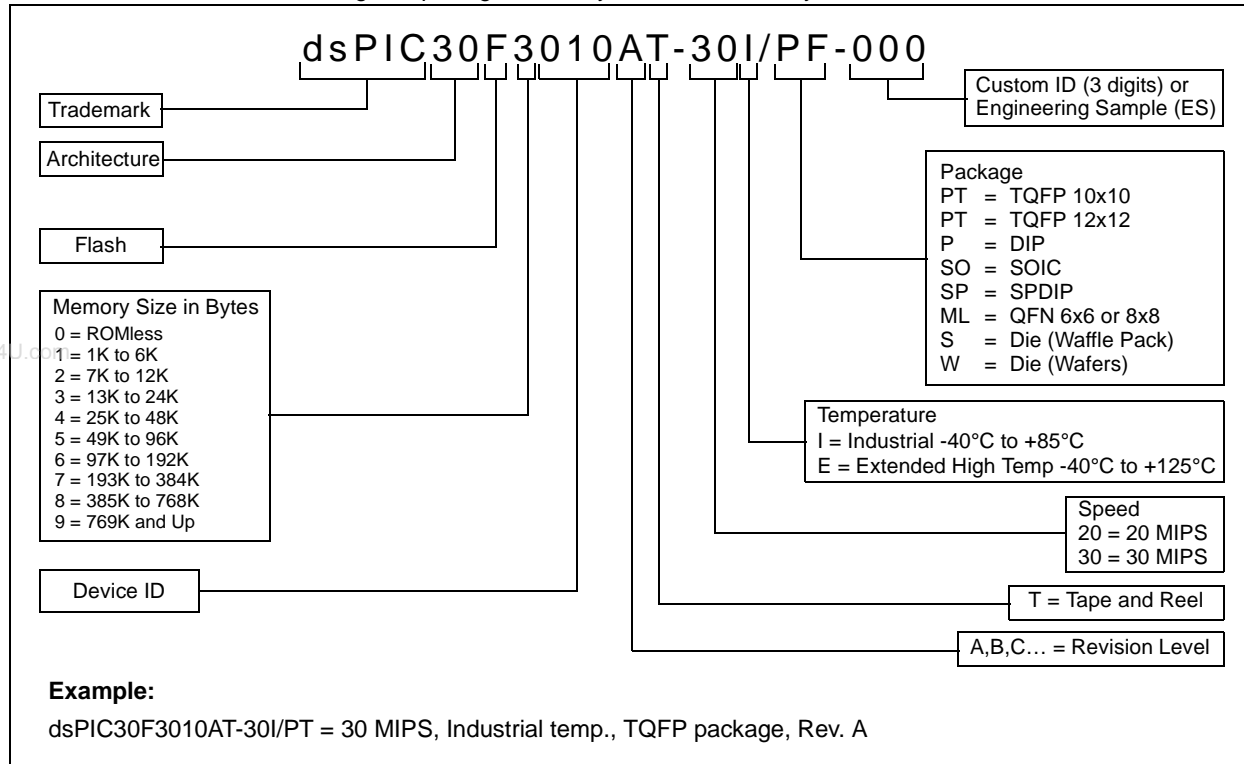 dsPIC30F3010AT-30I/PF-000
Trademark
Architecture
Flash
Memory Size in Bytes
0 = ROMless
1 = 1K to 6K
2 = 7K to 12K
3 = 13K to 24K
4 = 25K to 48K
5 = 49K to 96K
6 = 97K to 192K
7 = 193K to 384K
8 = 385K to 768K
9 = 769K and Up
Device ID
Custom ID (3 digits) or
Engineering Sample (ES)
Package
PT = TQFP 10x10
PT = TQFP 12x12
P = DIP
SO = SOIC
SP = SPDIP
ML = QFN 6x6 or 8x8
S = Die (Waffle Pack)
W = Die (Wafers)
Temperature
I = Industrial -40°C to +85°C
E = Extended High Temp -40°C to +125°C
Speed
20 = 20 MIPS
30 = 30 MIPS
T = Tape and Reel
A,B,C… = Revision Level
Example:
dsPIC30F3010AT-30I/PT = 30 MIPS, Industrial temp., TQFP package, Rev. A
4U.com